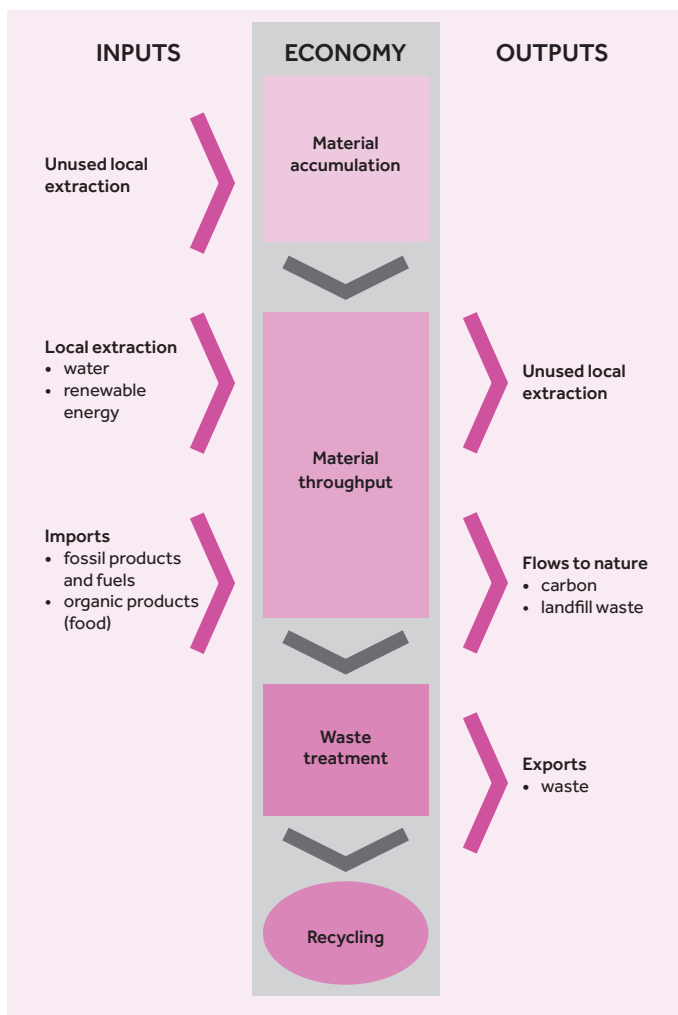 INPUTS
ECONOMY
OUTPUTS
Unused local
extraction
Material
accumulation
Local extraction
• water
• renewable
energy
Unused local
extraction
Material
throughput
Imports
• fossil products
and fuels
• organic products
(food)
Flows to nature
• carbon
• landfill waste
Waste
treatment
Exports
• waste
Recycling